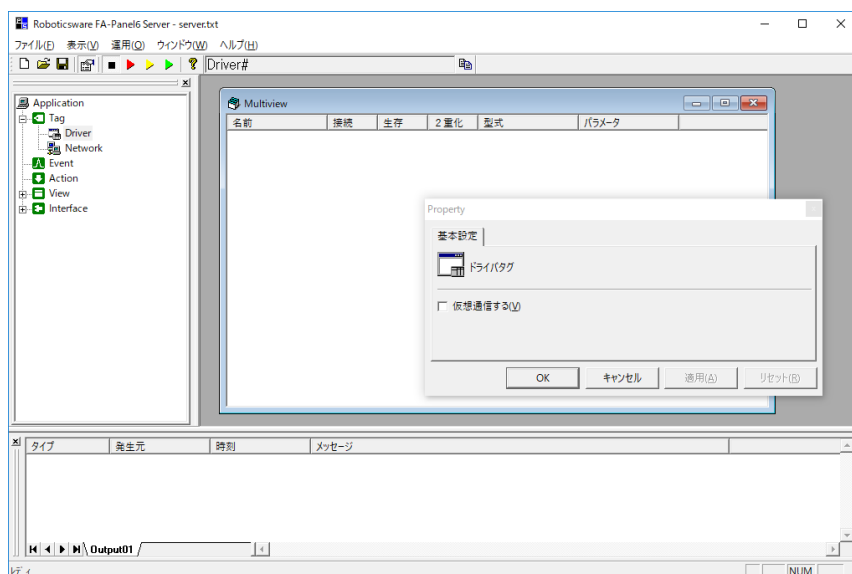 Roboticsware FA-Panel6 Server - server.txt
ファイル(F) 表示(V) 運用(O) ウィンドウ(W) ヘルプ(H)
Driver#
Application
Tag
Driver
Network
Event
Action
View
Interface
Multiview
名前 接続 生存 2重化 型式 パラメータ
Property
基本設定
ドライバタグ
仮想通信する(V)
OK キャンセル 適用(A) リセット(R)
タイプ 発生元 時刻 メッセージ
Output01
レディ NUM